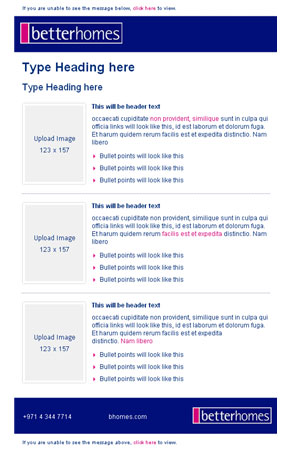 If you are unable to see the message below, click here to view.
betterhomes
Type Heading here
Type Heading here
Upload Image
123 x 157
This will be header text
occaecati cupiditate non provident, similique sunt in culpa qui
officia links will look like this, id est laborum et dolorum fuga.
Et harum quidem rerum facilis est et expedita distinctio. Nam
libero
Bullet points will look like this
Bullet points will look like this
Bullet points will look like this
Upload Image
123 x 157
This will be header text
occaecati cupiditate non provident, similique sunt in culpa qui
officia links will look like this, id est laborum et dolorum fuga.
Et harum quidem rerum facilis est et expedita distinctio. Nam
libero
Bullet points will look like this
Bullet points will look like this
Bullet points will look like this
Upload Image
123 x 157
This will be header text
occaecati cupiditate non provident, similique sunt in culpa qui
officia links will look like this, id est laborum et dolorum fuga.
Et harum quidem rerum facilis est et expedita
distinctio. Nam libero
Bullet points will look like this
Bullet points will look like this
Bullet points will look like this
+971 4 344 7714
bhomes.com
betterhomes
If you are unable to see the message above, click here to view.